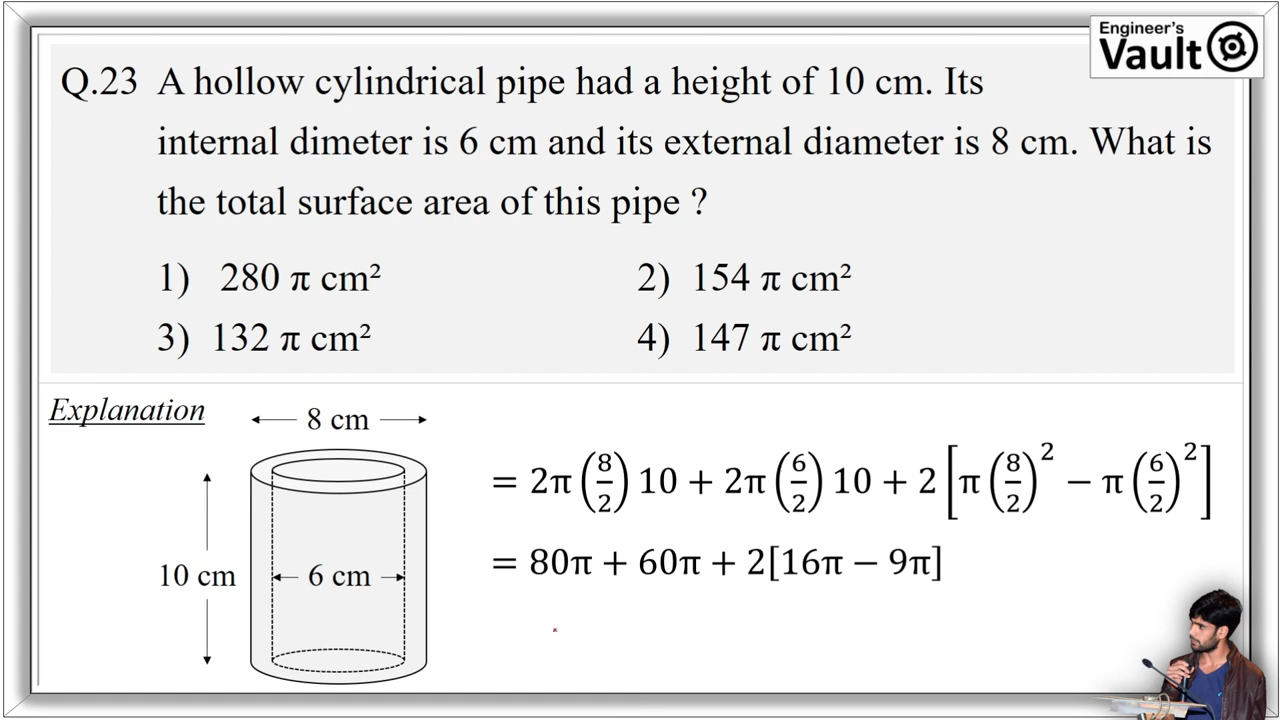 Engineer's
Vault
Q.23 A hollow cylindrical pipe had a height of 10 cm. Its
internal dimeter is 6 cm and its external diameter is 8 cm. What is
the total surface area of this pipe ?
1) 280 π cm² 2) 154 π cm²
3) 132 π cm² 4) 147 π cm²
Explanation
8 cm
= 2π (8/2) 10 + 2π (6/2) 10 + 2 [π (8/2)² − π (6/2)²]
= 80π + 60π + 2[16π − 9π]
10 cm
6 cm